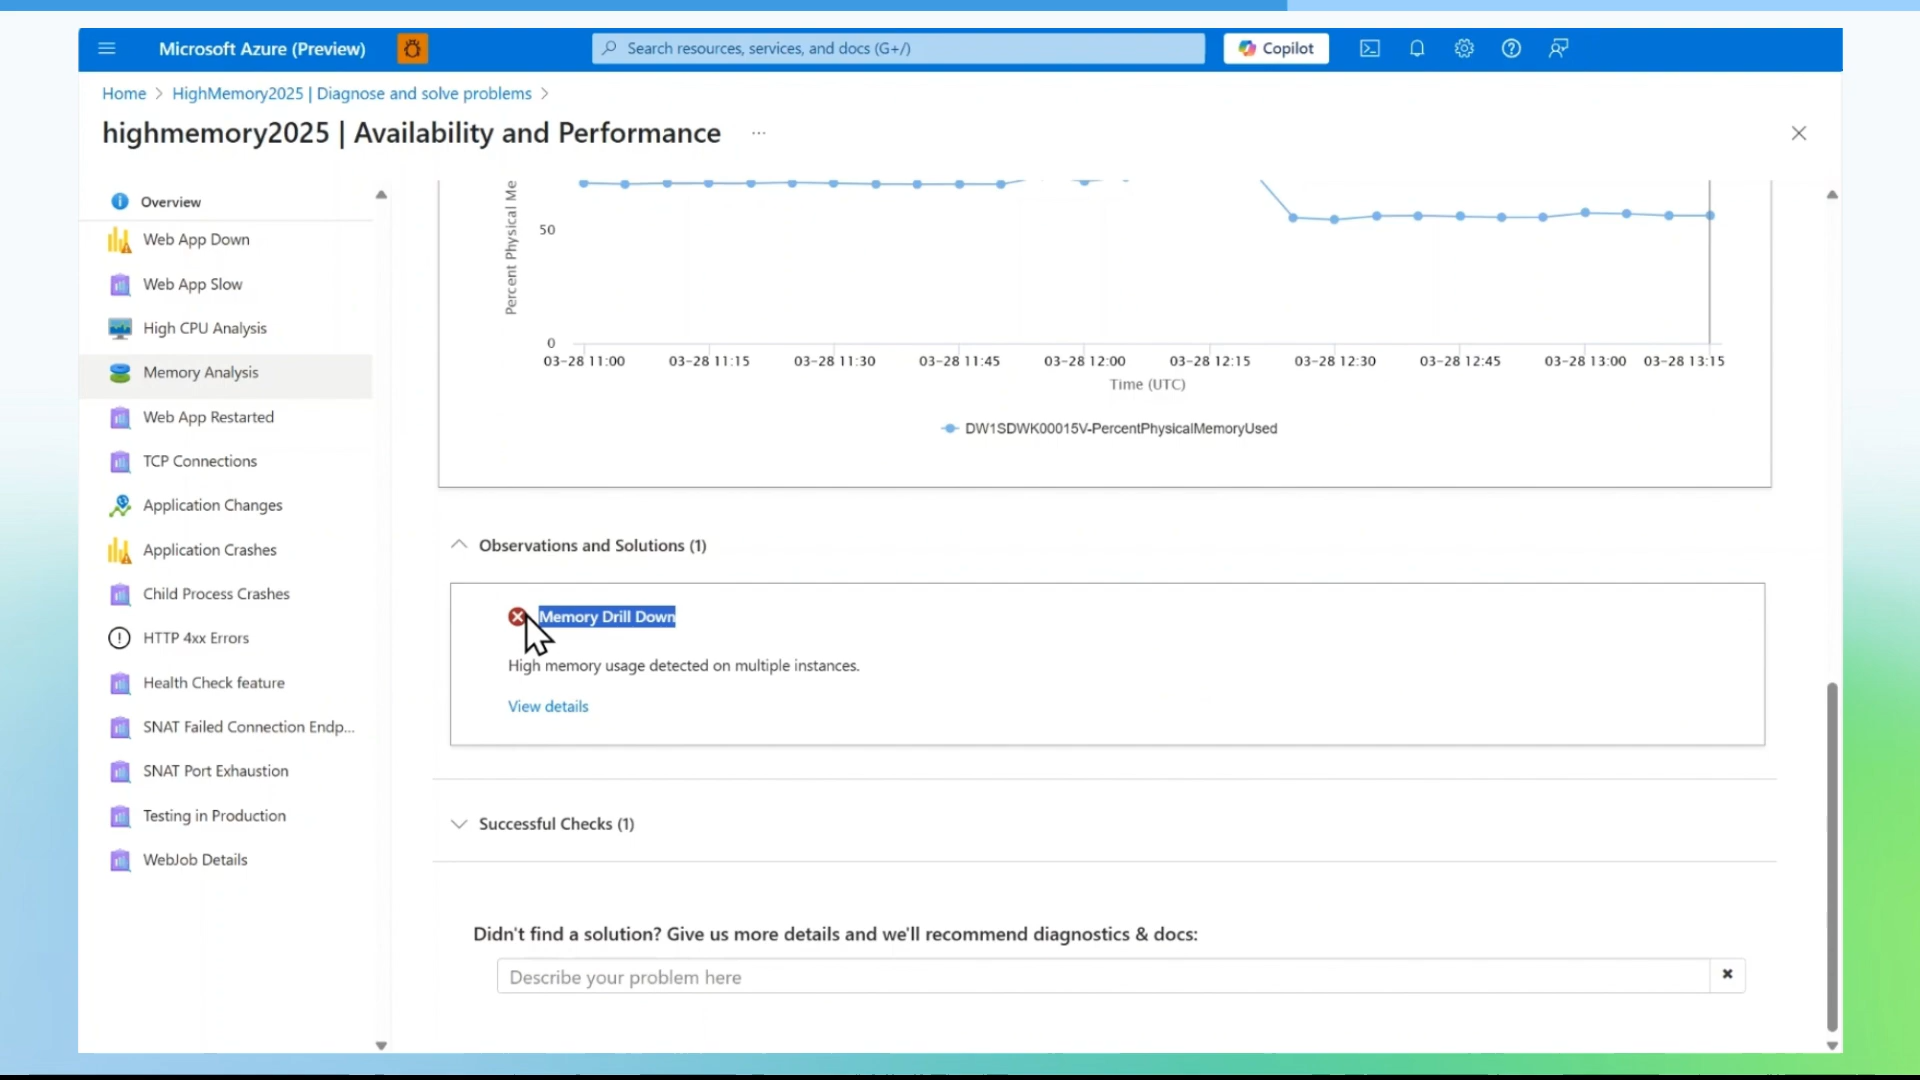 Microsoft Azure (Preview)
Search resources, services, and docs (G+/)
Copilot
Home > HighMemory2025 | Diagnose and solve problems >
highmemory2025 | Availability and Performance ...
Overview
Web App Down
Web App Slow
High CPU Analysis
Memory Analysis
Web App Restarted
TCP Connections
Application Changes
Application Crashes
Child Process Crashes
HTTP 4xx Errors
Health Check feature
SNAT Failed Connection Endp...
SNAT Port Exhaustion
Testing in Production
WebJob Details
Percent Physical Me
50
0
03-28 11:00 03-28 11:15 03-28 11:30 03-28 11:45 03-28 12:00 03-28 12:15 03-28 12:30 03-28 12:45 03-28 13:00 03-28 13:15
Time (UTC)
DW1SDWK00015V-PercentPhysicalMemoryUsed
Observations and Solutions (1)
Memory Drill Down
High memory usage detected on multiple instances.
View details
Successful Checks (1)
Didn't find a solution? Give us more details and we'll recommend diagnostics & docs:
Describe your problem here